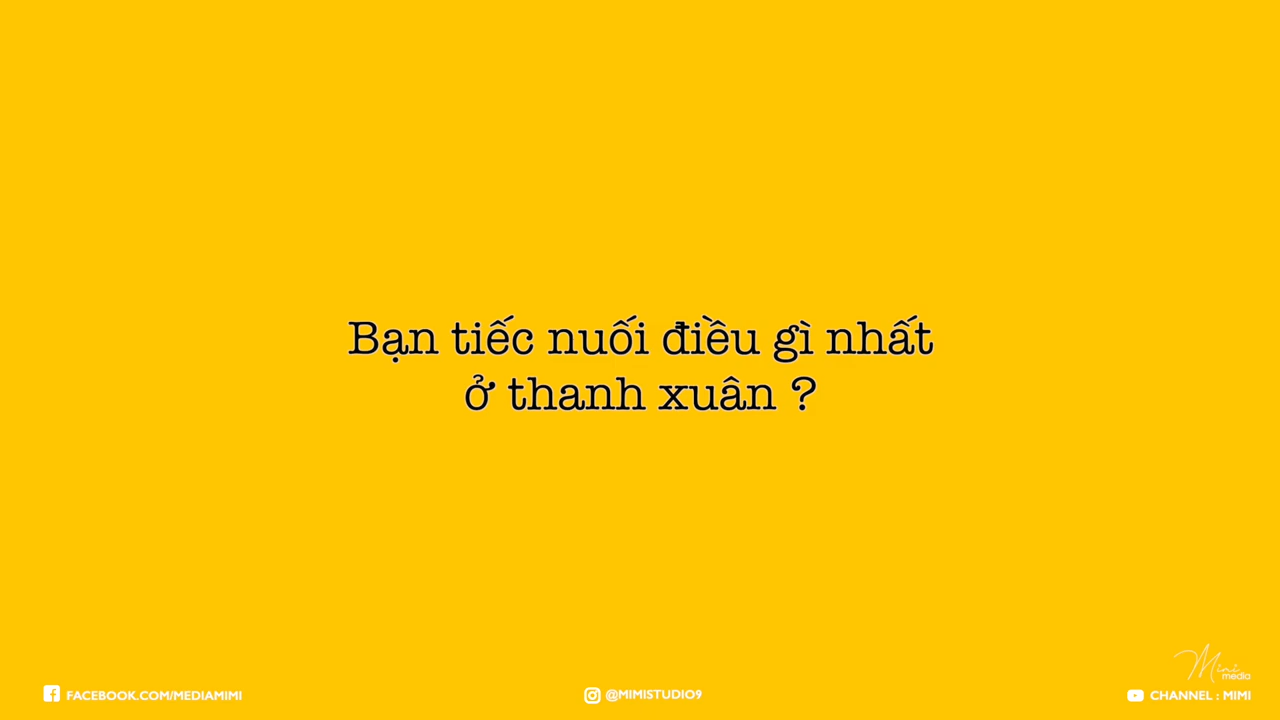 Bạn tiếc nuối điều gì nhất
ở thanh xuân ?
Mimi
media
FACEBOOK.COM/MEDIAMIMI
@MIMISTUDIO9
CHANNEL : MIMI